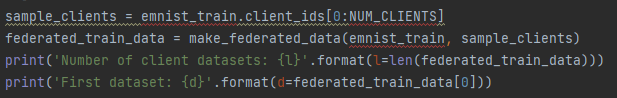 sample_clients = emnist_train.client_ids[0:NUM_CLIENTS]
federated_train_data = make_federated_data(emnist_train, sample_clients)
print('Number of client datasets: {l}'.format(l=len(federated_train_data)))
print('First dataset: {d}'.format(d=federated_train_data[0]))